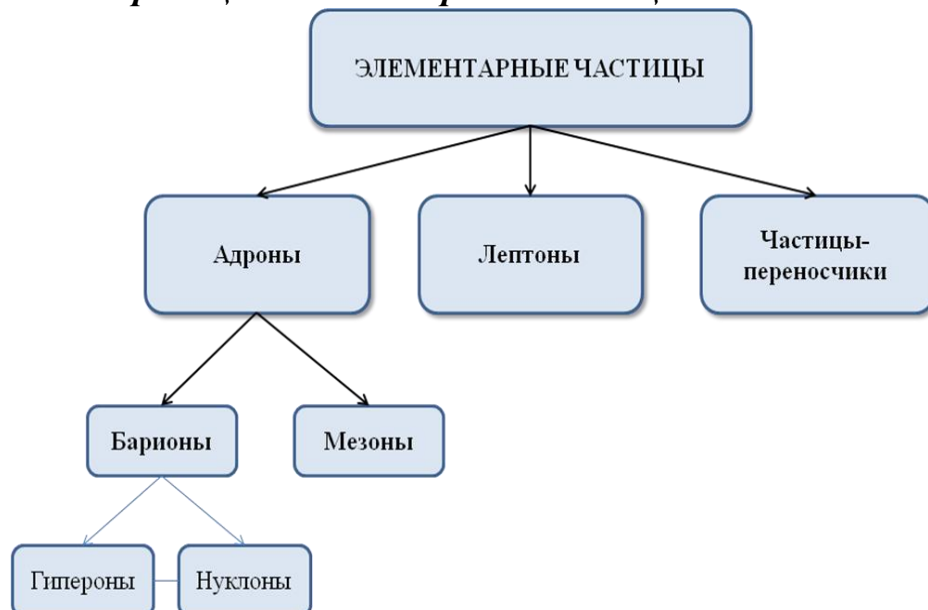 ЭЛЕМЕНТАРНЫЕ ЧАСТИЦЫ
Адроны
Лептоны
Частицы-
переносчики
Барионы
Мезоны
Гипероны
Нуклоны